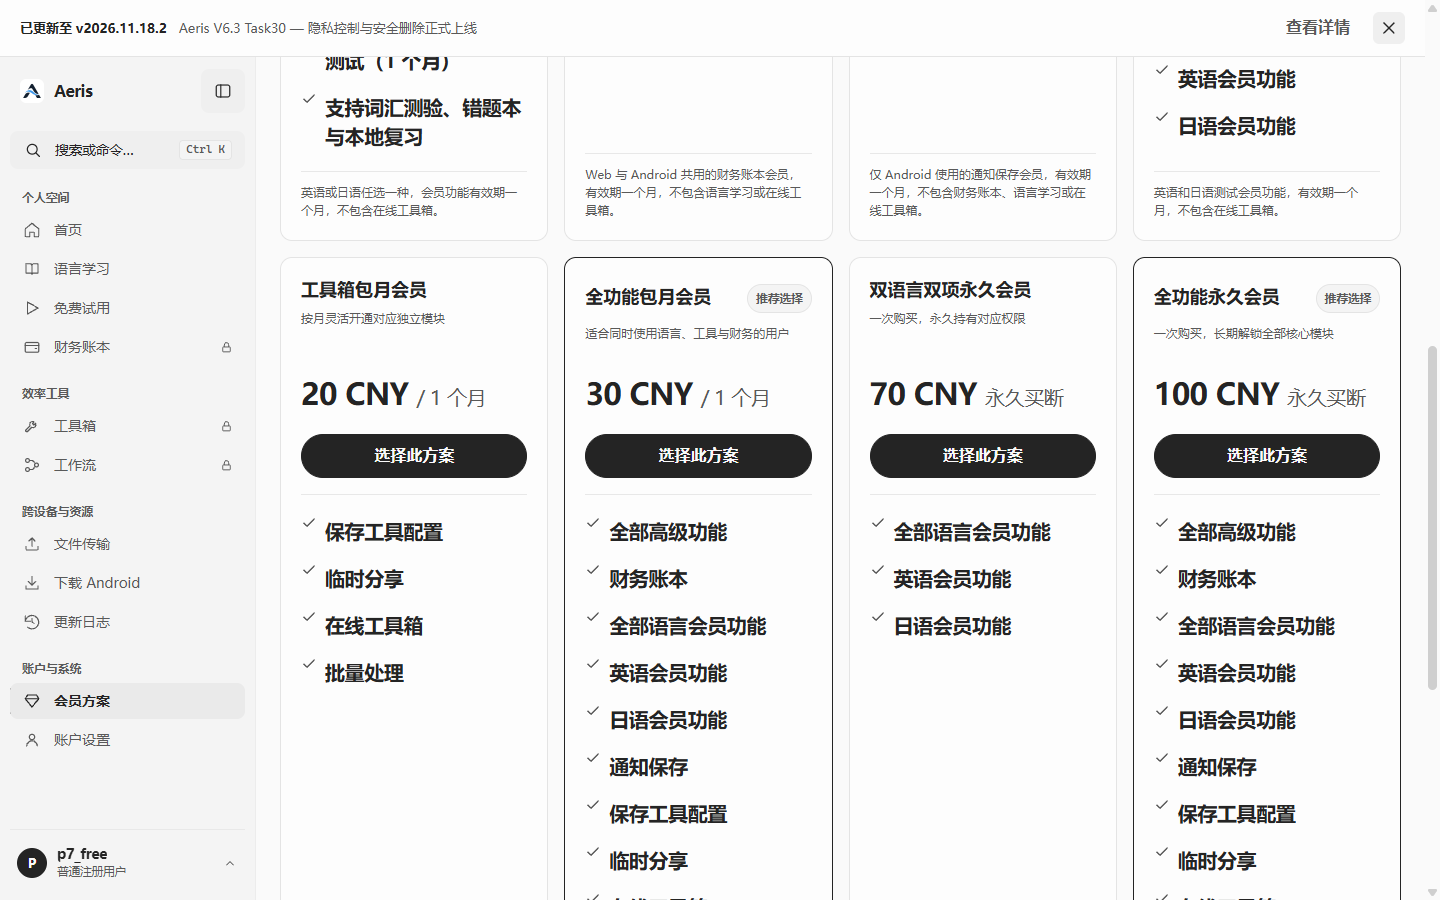 已更新至 v2026.11.18.2 Aeris V6.3 Task30 — 隐私控制与安全删除正式上线
查看详情
Aeris
搜索或命令... Ctrl K
个人空间
首页
语言学习
免费试用
财务账本
效率工具
工具箱
工作流
跨设备与资源
文件传输
下载 Android
更新日志
账户与系统
会员方案
账户设置
P
p7_free
普通注册用户
测试（1 个月）
支持词汇测验、错题本
与本地复习
英语或日语任选一种，会员功能有效期一
个月，不包含在线工具箱。
Web 与 Android 共用的财务账本会员，
有效期一个月，不包含语言学习或在线工
具箱。
仅 Android 使用的通知保存会员，有效期
一个月，不包含财务账本、语言学习或在
线工具箱。
英语会员功能
日语会员功能
英语和日语测试会员功能，有效期一个
月，不包含在线工具箱。
工具箱包月会员
按月灵活开通对应独立模块
20 CNY / 1 个月
选择此方案
保存工具配置
临时分享
在线工具箱
批量处理
全功能包月会员
推荐选择
适合同时使用语言、工具与财务的用户
30 CNY / 1 个月
选择此方案
全部高级功能
财务账本
全部语言会员功能
英语会员功能
日语会员功能
通知保存
保存工具配置
临时分享
双语言双项永久会员
一次购买，永久持有对应权限
70 CNY 永久买断
选择此方案
全部语言会员功能
英语会员功能
日语会员功能
全功能永久会员
推荐选择
一次购买，长期解锁全部核心模块
100 CNY 永久买断
选择此方案
全部高级功能
财务账本
全部语言会员功能
英语会员功能
日语会员功能
通知保存
保存工具配置
临时分享